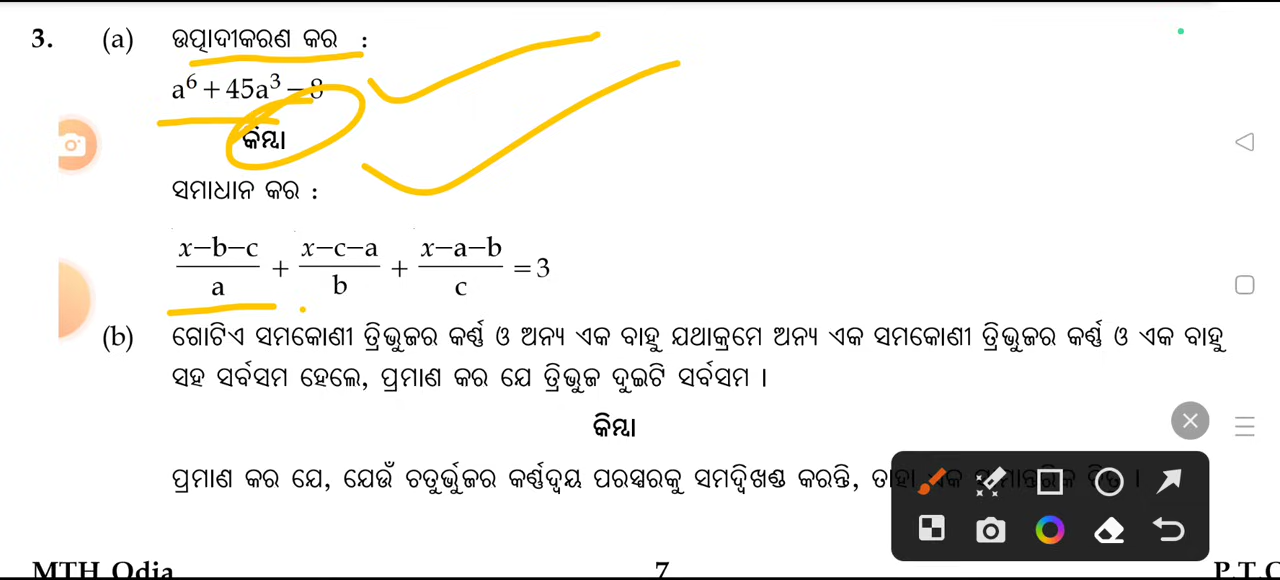 3. (a) ଉତ୍ପାଦୀକରଣ କର :
a⁶ + 45a³ – 8
କିମ୍ବା
ସମାଧାନ କର :
x–b–c/a + x–c–a/b + x–a–b/c = 3
(b) ଗୋଟିଏ ସମକୋଣୀ ତ୍ରିଭୁଜର କର୍ଣ୍ଣ ଓ ଅନ୍ୟ ଏକ ବାହୁ ଯଥାକ୍ରମେ ଅନ୍ୟ ଏକ ସମକୋଣୀ ତ୍ରିଭୁଜର କର୍ଣ୍ଣ ଓ ଏକ ବାହୁ
ସହ ସର୍ବସମ ହେଲେ, ପ୍ରମାଣ କର ଯେ ତ୍ରିଭୁଜ ଦୁଇଟି ସର୍ବସମ ।
କିମ୍ବା
ପ୍ରମାଣ କର ଯେ, ଯେଉଁ ଚତୁର୍ଭୁଜର କର୍ଣ୍ଣଦ୍ୱୟ ପରସ୍ପରକୁ ସମଦ୍ୱିଖଣ୍ଡ କରନ୍ତି, ତାହା ଏକ
MTH Odia 7 P.T.O